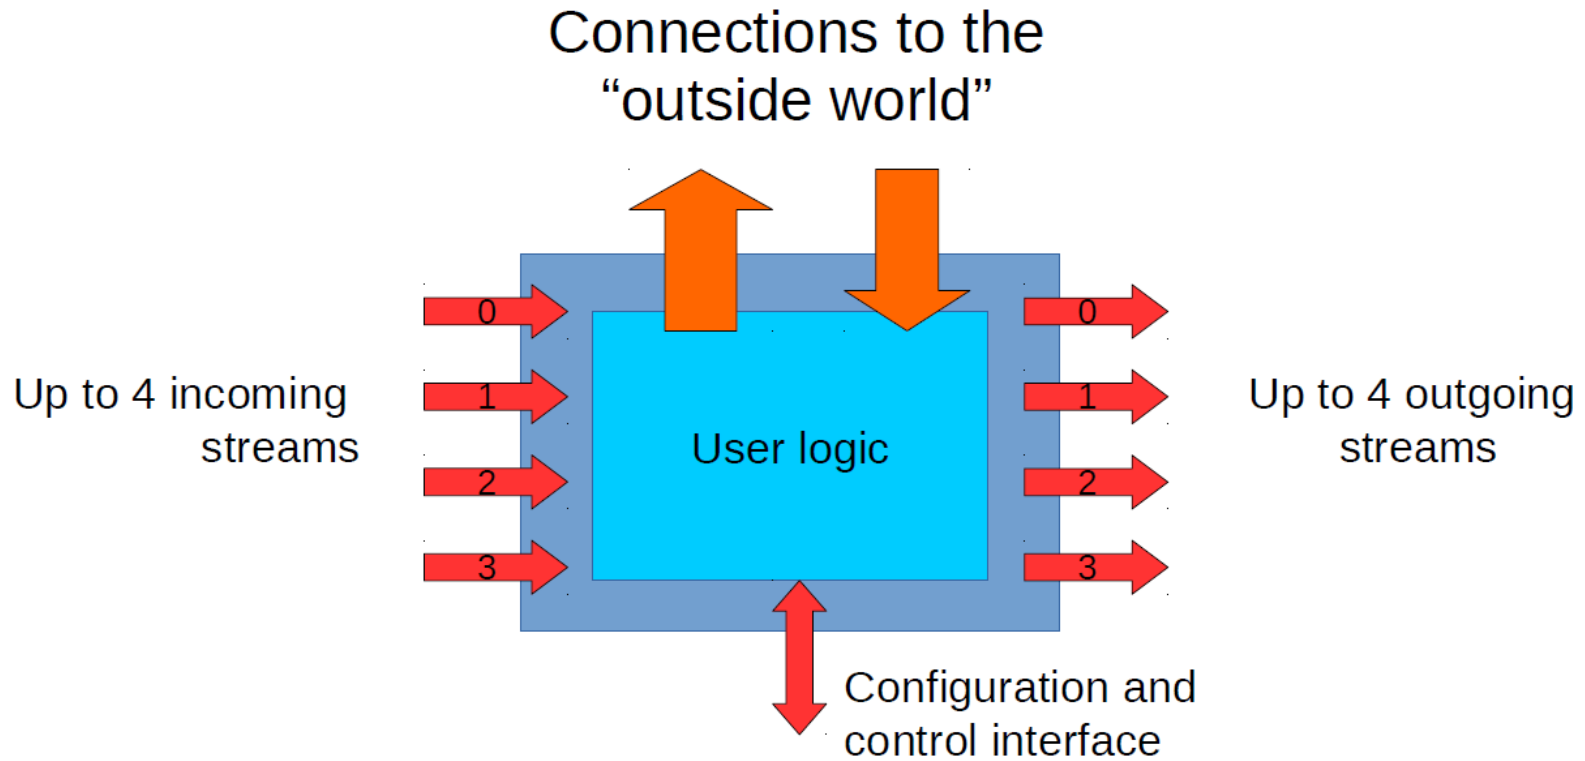 Connections to the
“outside world”
0
1
2
3
Up to 4 incoming
streams
User logic
0
1
2
3
Up to 4 outgoing
streams
Configuration and
control interface